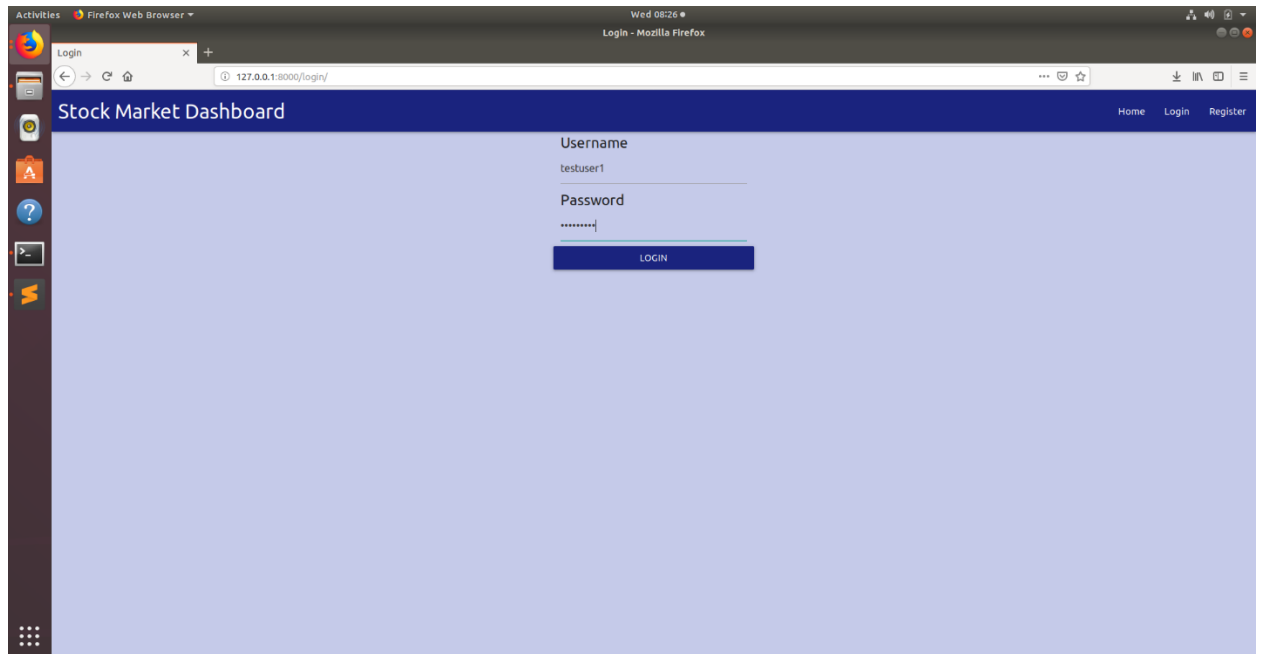 Activities Firefox Web Browser Wed 08:26
Login - Mozilla Firefox
Login
127.0.0.1:8000/login/
Stock Market Dashboard Home Login Register
Username
testuser1
Password
•••••••••
LOGIN